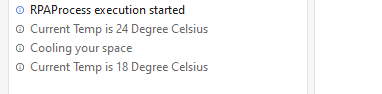 RPAProcess execution started
Current Temp is 24 Degree Celsius
Cooling your space
Current Temp is 18 Degree Celsius